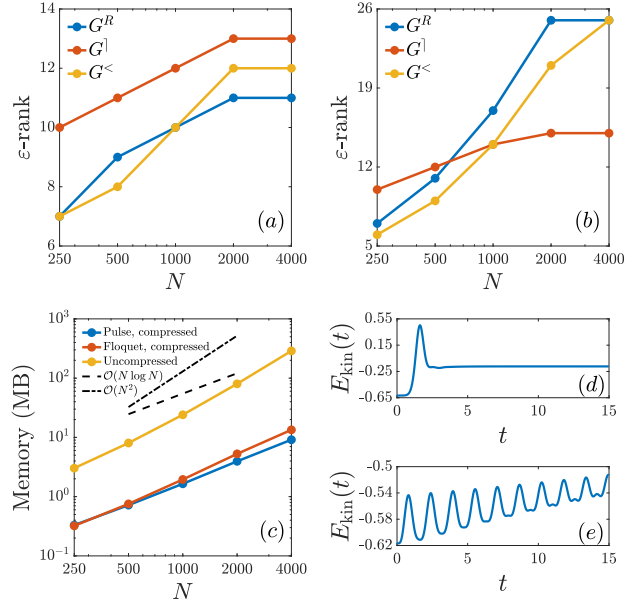 14
12
10
8
6
ε-rank
G^R
G^⌉
G^<
(a)
250 500 1000 2000 4000
N
26
19
12
5
ε-rank
G^R
G^⌉
G^<
(b)
250 500 1000 2000 4000
N
10^3
10^2
10^1
10^0
10^-1
Memory (MB)
Pulse, compressed
Floquet, compressed
Uncompressed
O(N log N)
O(N^2)
(c)
250 500 1000 2000 4000
N
0.55
0.15
-0.25
-0.65
E_kin(t)
(d)
0 5 10 15
t
-0.5
-0.54
-0.58
-0.62
E_kin(t)
(e)
0 5 10 15
t